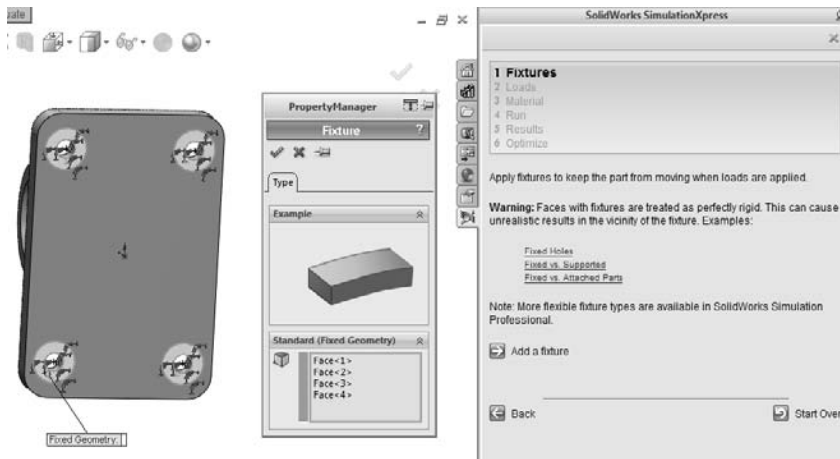 SolidWorks SimulationXpress
PropertyManager
Fixture
?
Type
Example
Standard (Fixed Geometry)
Face<1>
Face<2>
Face<3>
Face<4>
Fixed Geometry:
1 Fixtures
2 Loads
3 Material
4 Run
5 Results
6 Optimize
Apply fixtures to keep the part from moving when loads are applied.
Warning: Faces with fixtures are treated as perfectly rigid. This can cause
unrealistic results in the vicinity of the fixture. Examples:
Fixed Holes
Fixed vs. Supported
Fixed vs. Attached Parts
Note: More flexible fixture types are available in SolidWorks Simulation
Professional.
Add a fixture
Back
Start Over